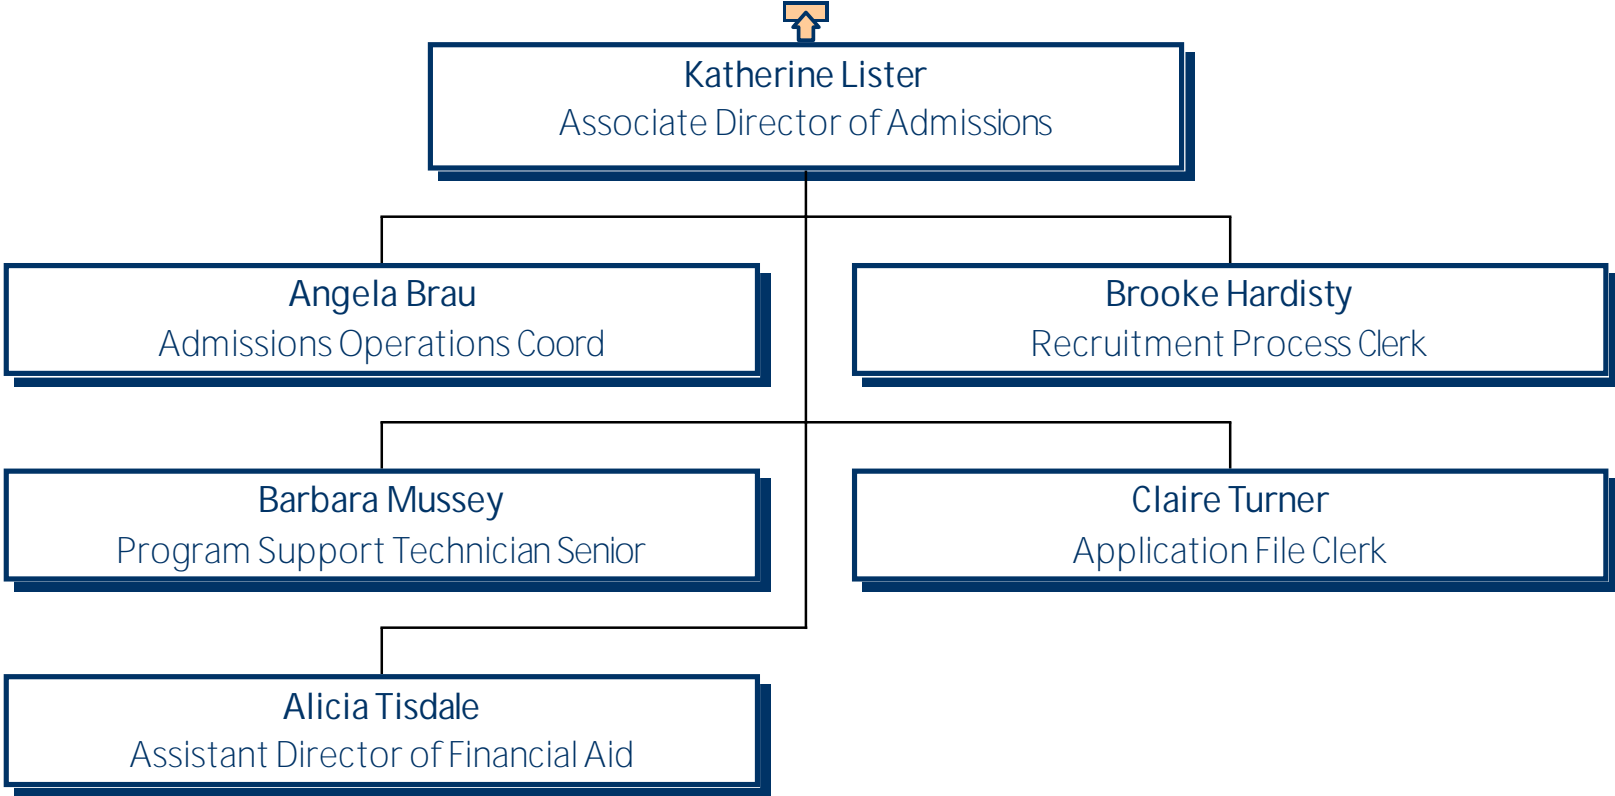 Katherine Lister
Associate Director of Admissions
Angela Brau
Admissions Operations Coord
Brooke Hardisty
Recruitment Process Clerk
Barbara Mussey
Program Support Technician Senior
Claire Turner
Application File Clerk
Alicia Tisdale
Assistant Director of Financial Aid